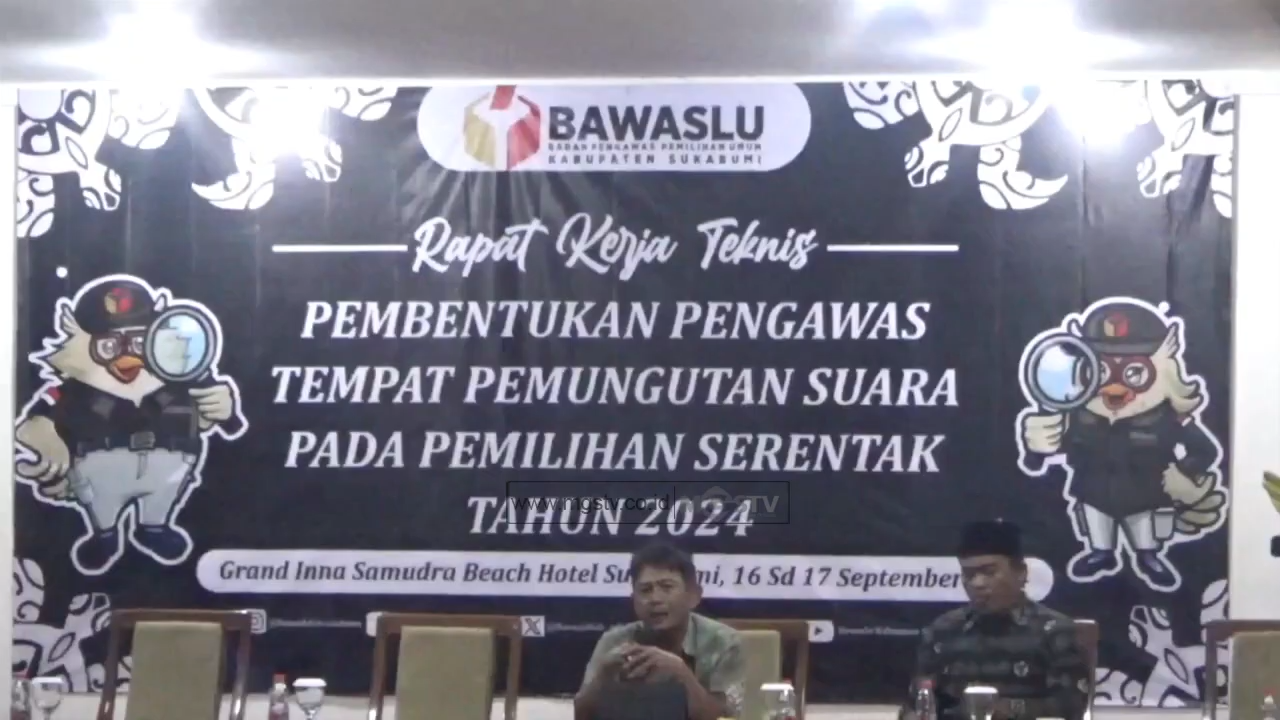 BAWASLU
BADAN PENGAWAS PEMILIHAN UMUM
KABUPATEN SUKABUMI
Rapat Kerja Teknis
PEMBENTUKAN PENGAWAS
TEMPAT PEMUNGUTAN SUARA
PADA PEMILIHAN SERENTAK
TAHUN 2024
www.mgstv.co.id MGSTV
Grand Inna Samudra Beach Hotel Su mi, 16 Sd 17 September